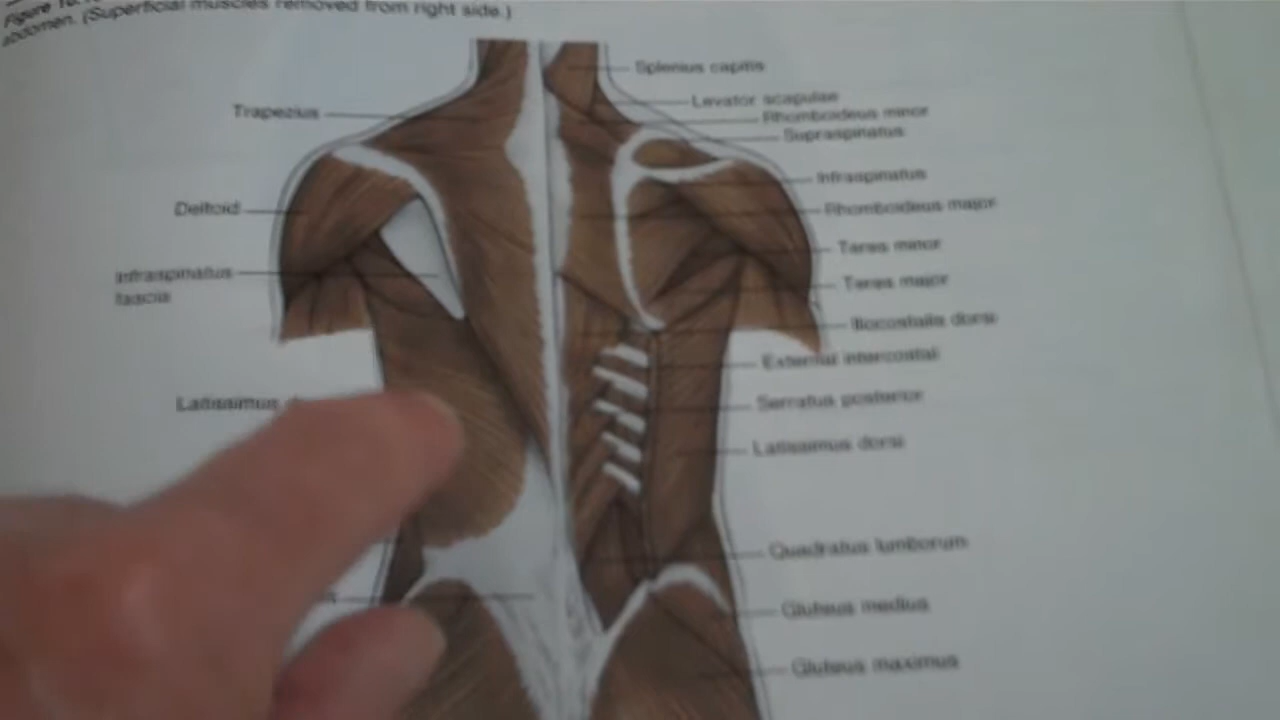 Figure
abdomen. (Superficial muscles removed from right side.)
Splenius capitis
Levator scapulae
Trapezius
Rhomboideus minor
Supraspinatus
Infraspinatus
Deltoid
Rhomboideus major
Teres minor
Infraspinatus
fascia
Teres major
Iliocostalis dorsi
External intercostal
Latissimus
Serratus posterior
Latissimus dorsi
Quadratus lumborum
Gluteus medius
Gluteus maximus